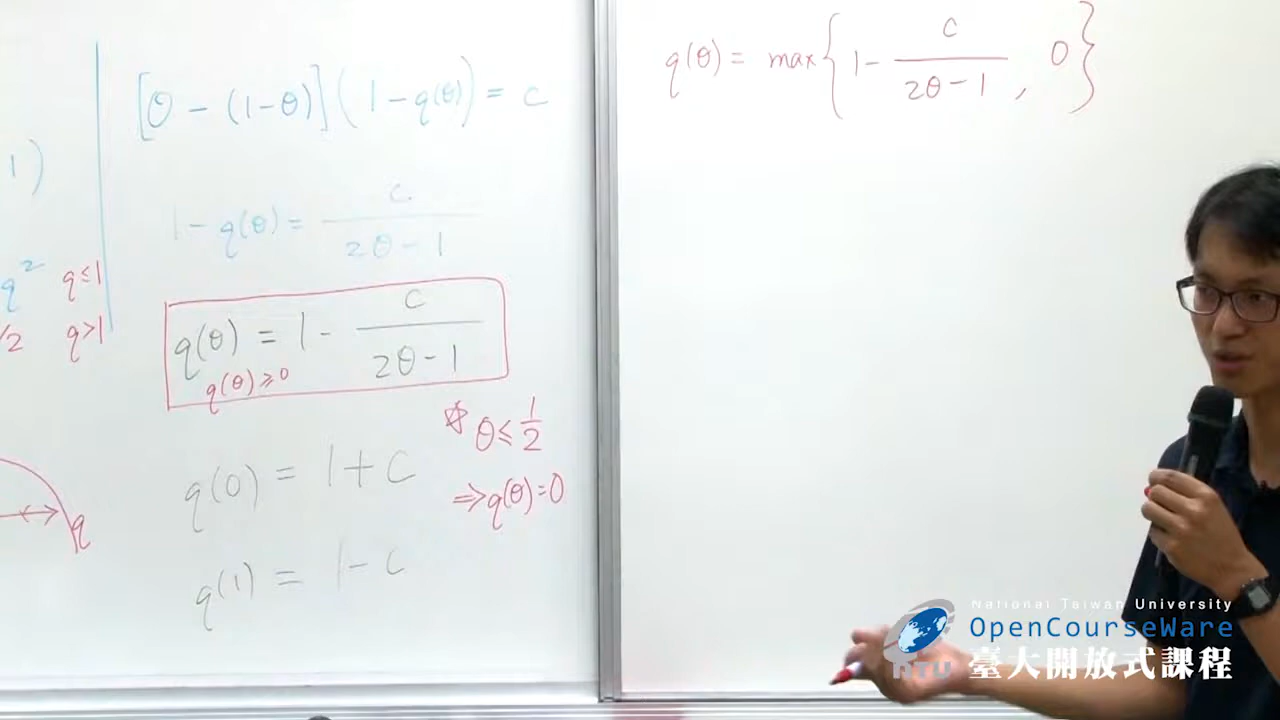 1)
q² q≤1
/2 q>1
q
[θ - (1-θ)](1-q(θ)) = c
1 - q(θ) = c / (2θ-1)
q(θ) = 1 - c / (2θ-1)
q(θ)≥0
☆ θ≤ 1/2
⇒q(θ)=0
q(0) = 1+c
q(1) = 1-c
q(θ) = max{1 - c / (2θ-1), 0}
National Taiwan University
OpenCourseWare
NTU
臺大開放式課程